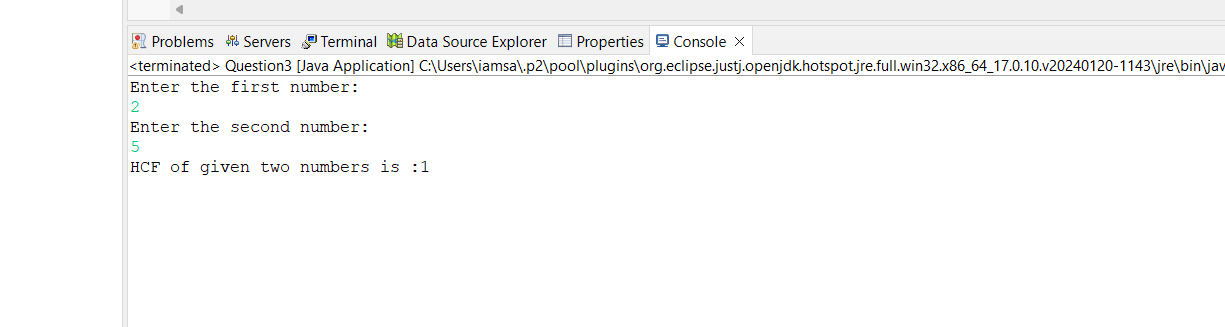 Problems Servers Terminal Data Source Explorer Properties Console
<terminated> Question3 [Java Application] C:\Users\iamsa\.p2\pool\plugins\org.eclipse.justj.openjdk.hotspot.jre.full.win32.x86_64_17.0.10.v20240120-1143\jre\bin\jav
Enter the first number:
2
Enter the second number:
5
HCF of given two numbers is :1